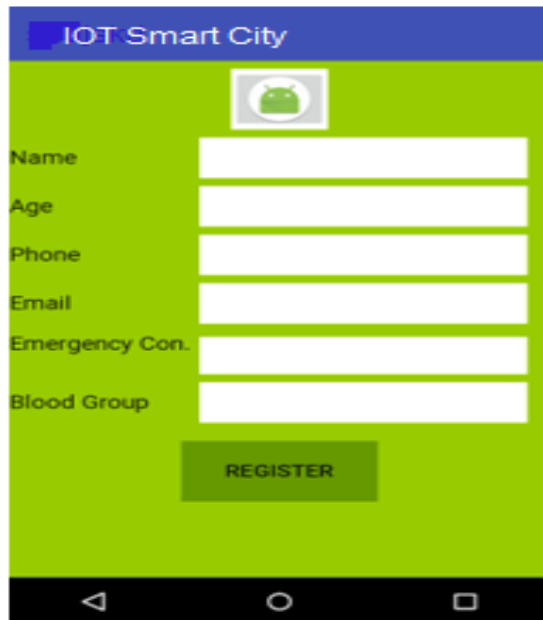 IOT Smart City
Name
Age
Phone
Email
Emergency Con.
Blood Group
REGISTER